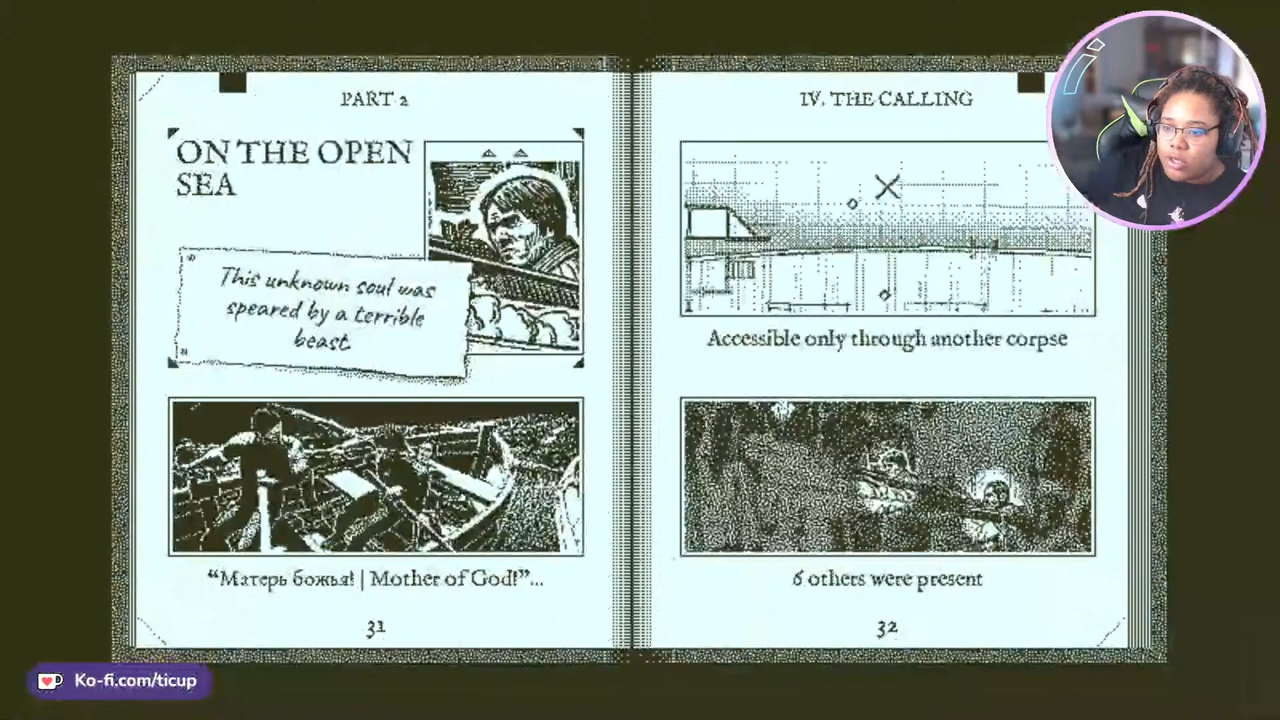 PART 2
ON THE OPEN
SEA
This unknown soul was
speared by a terrible
beast.
“Матерь божья! | Mother of God!”...
31
IV. THE CALLING
Accessible only through another corpse
6 others were present
32
Ko-fi.com/ticup